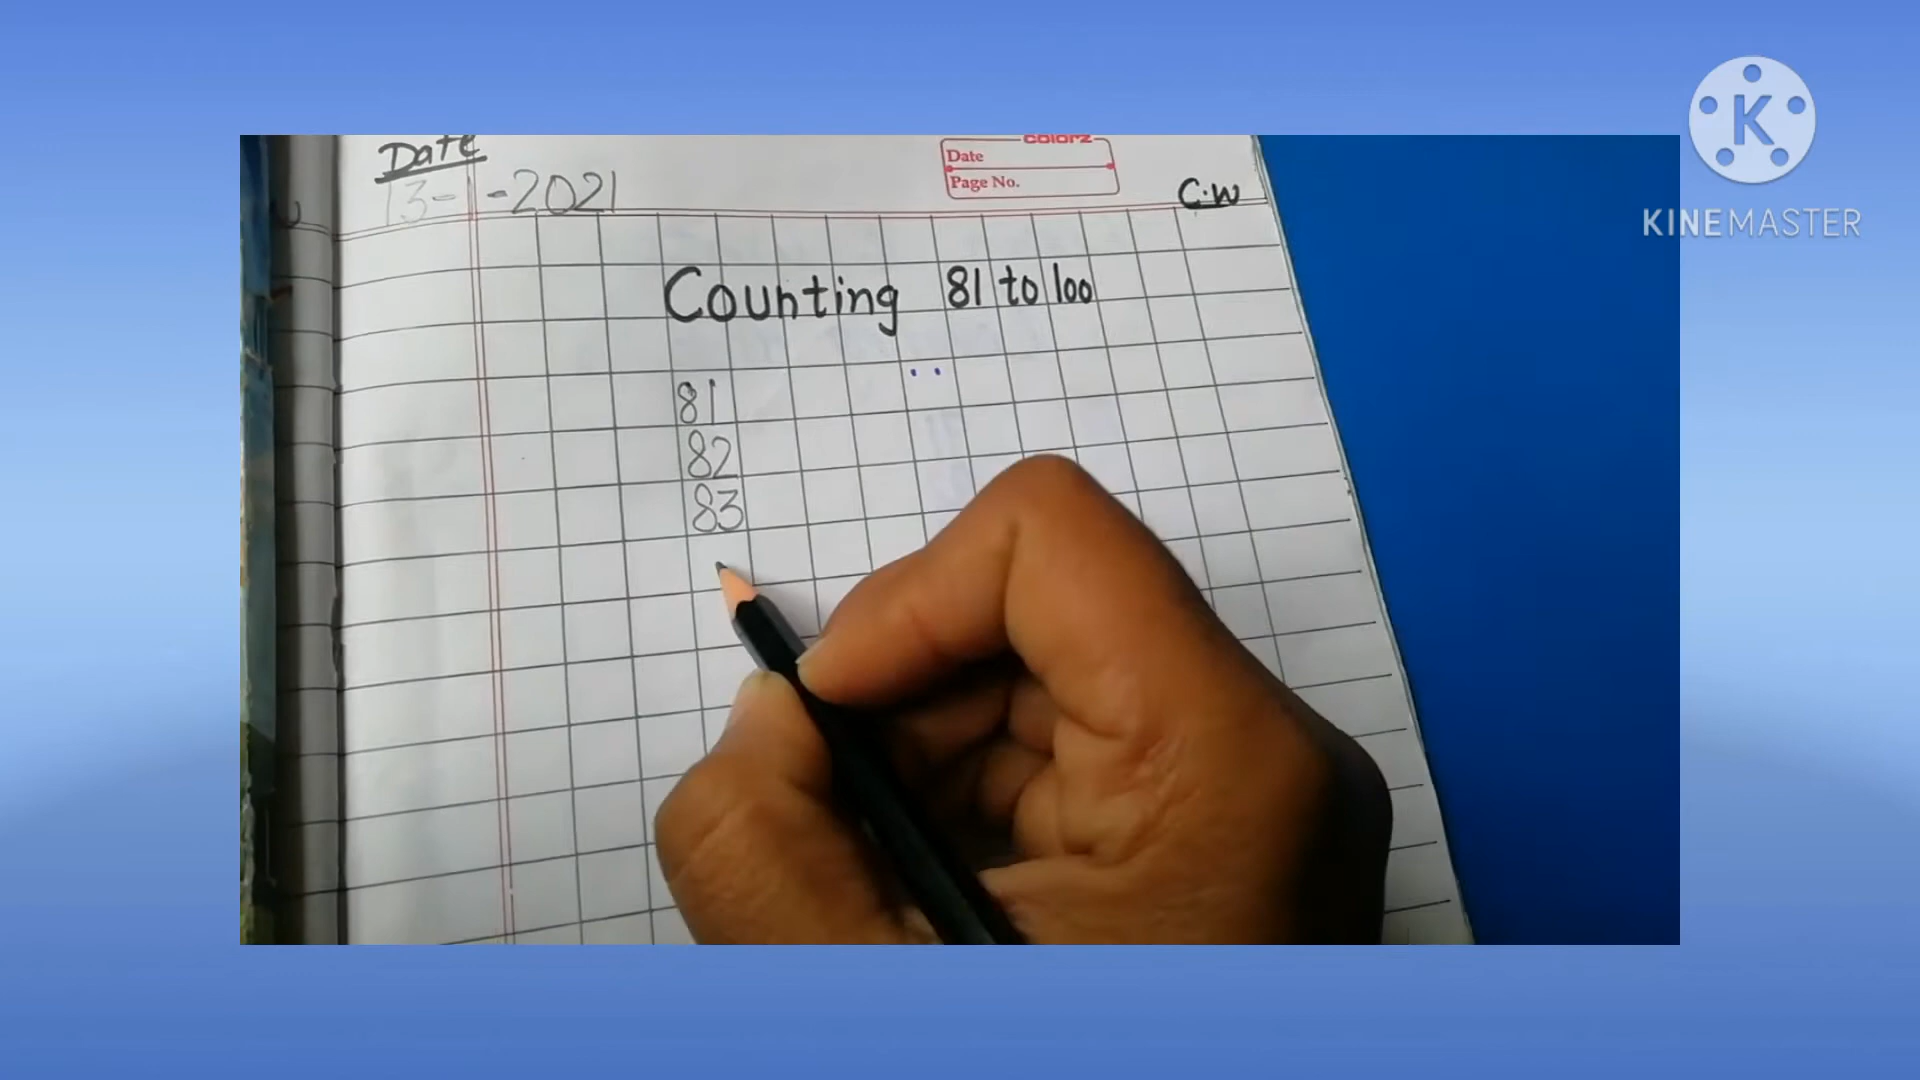 Date
13-1-2021
colorz
Date
Page No.
C.W
Counting 81 to 100
81
82
83
KINEMASTER